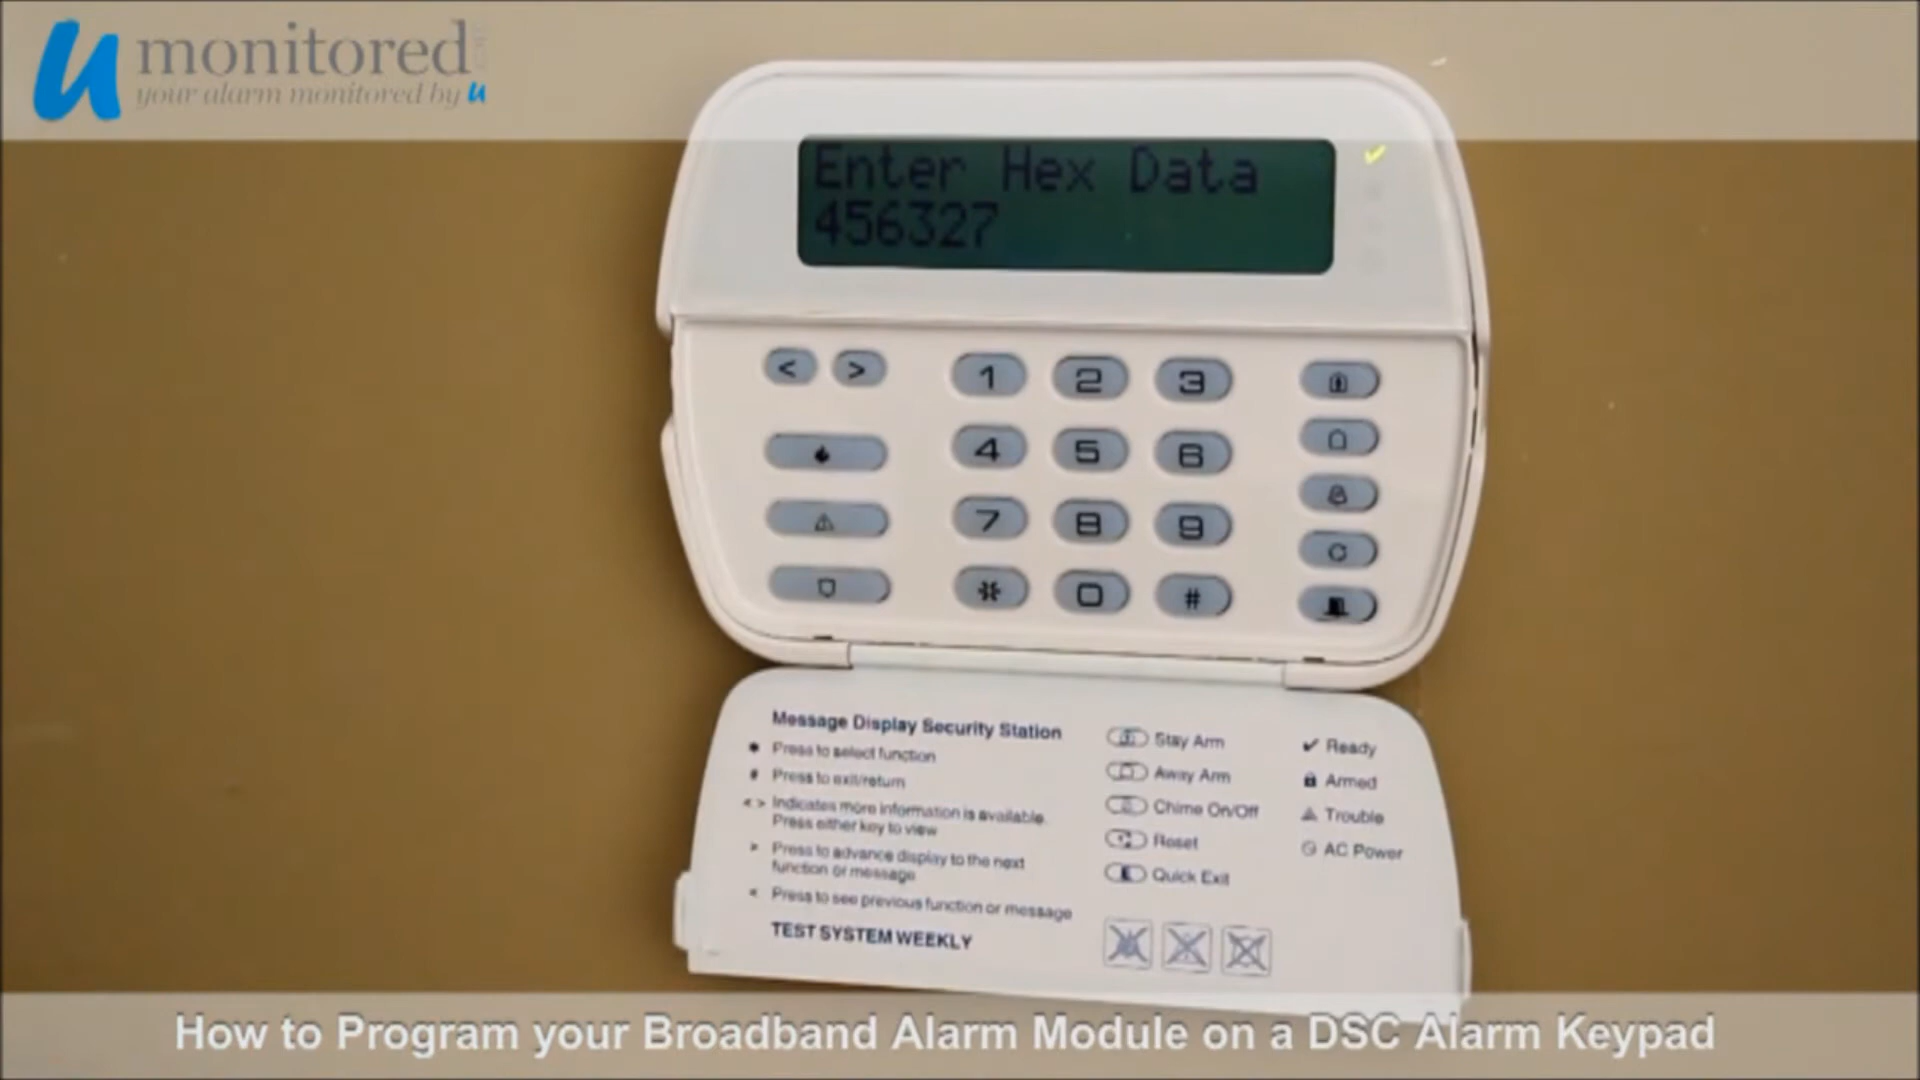 u monitored
your alarm monitored by u
Enter Hex Data
456327
< > 1 2 3
4 5 6
7 8 9
* 0 #
Message Display Security Station
* Press to select function
# Press to exit/return
< > Indicates more information is available.
Press either key to view
> Press to advance display to the next
function or message
< Press to see previous function or message
TEST SYSTEM WEEKLY
Stay Arm
Away Arm
Chime On/Off
Reset
Quick Exit
Ready
Armed
Trouble
AC Power
How to Program your Broadband Alarm Module on a DSC Alarm Keypad